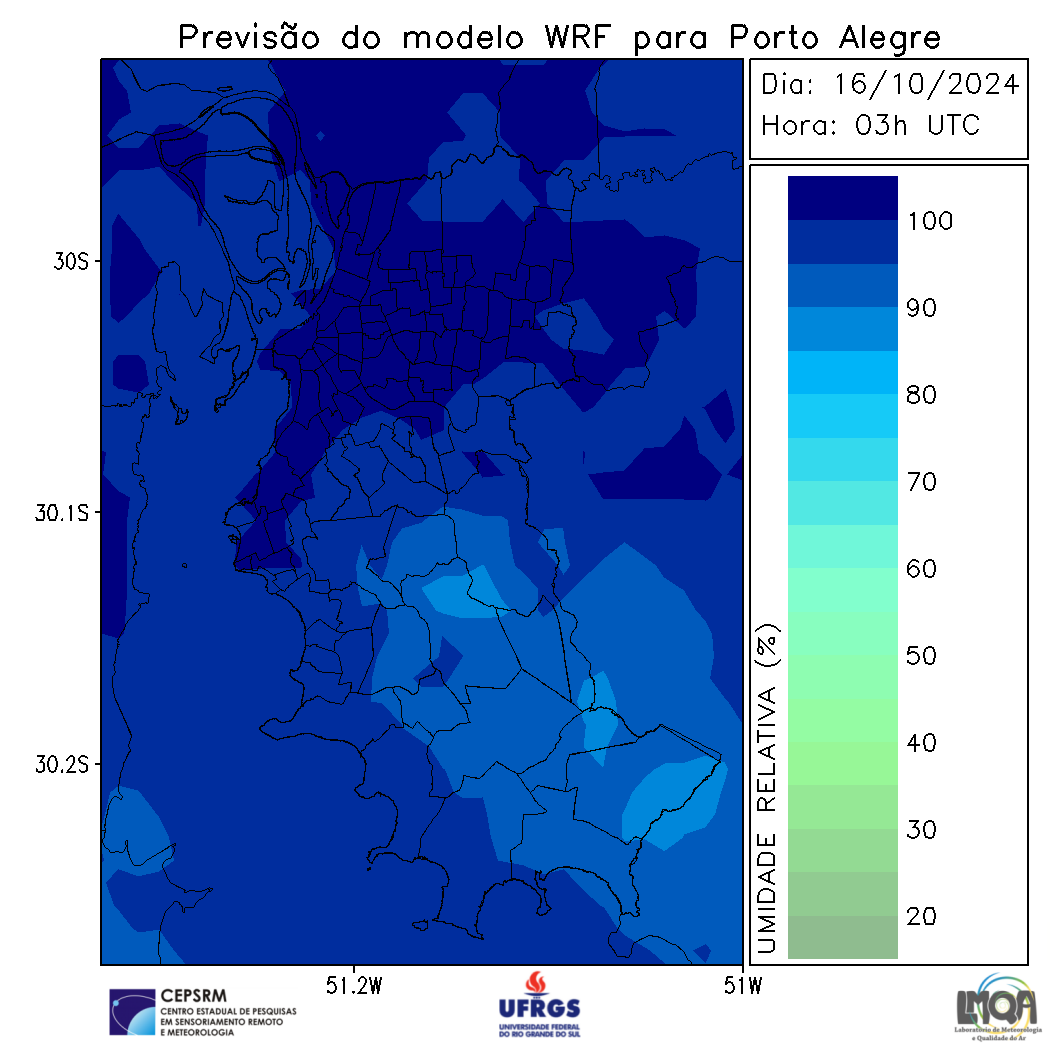 Previsão do modelo WRF para Porto Alegre
Dia: 16/10/2024
Hora: 03h UTC
100
90
80
70
60
50
40
30
20
UMIDADE RELATIVA (%)
30S
30.1S
30.2S
51.2W
51W
CEPSRM
CENTRO ESTADUAL DE PESQUISAS
EM SENSORIAMENTO REMOTO
E METEOROLOGIA
UFRGS
UNIVERSIDADE FEDERAL
DO RIO GRANDE DO SUL
LMQA
Laboratório de Meteorologia
e Qualidade do Ar